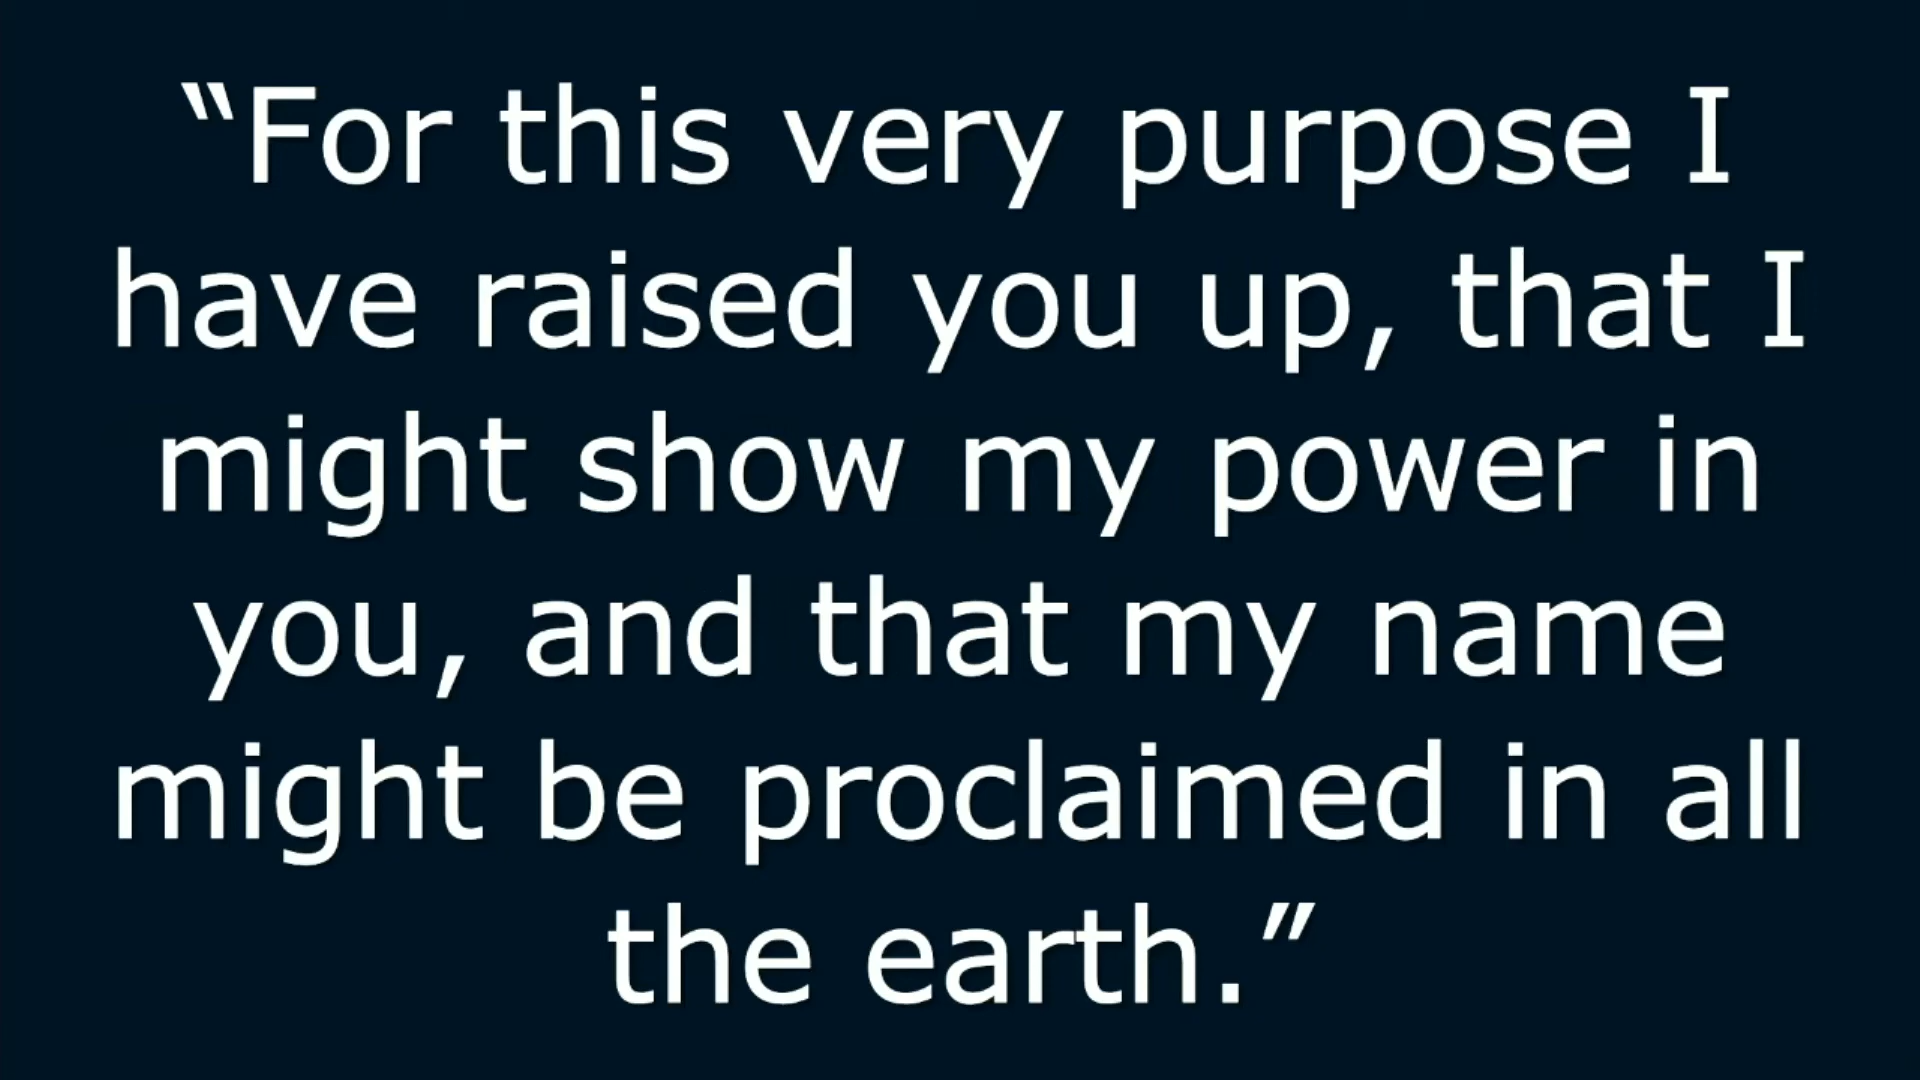 “For this very purpose I
have raised you up, that I
might show my power in
you, and that my name
might be proclaimed in all
the earth.”